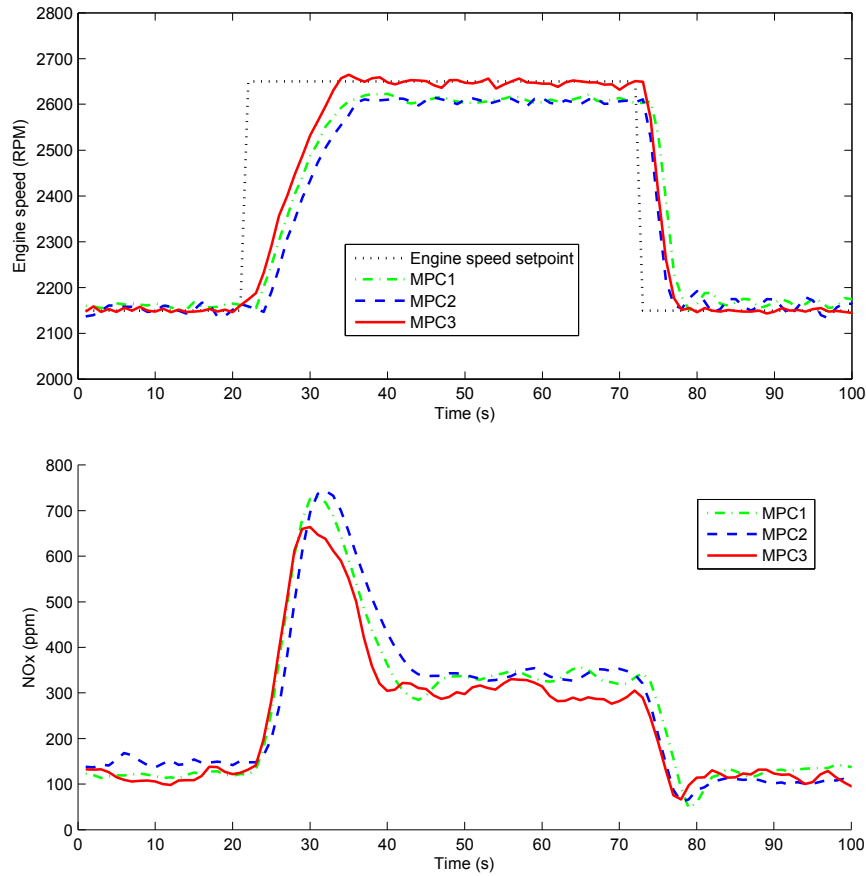 2800
2700
2600
2500
2400
2300
2200
2100
2000
Engine speed (RPM)
Engine speed setpoint
MPC1
MPC2
MPC3
0 10 20 30 40 50 60 70 80 90 100
Time (s)
800
700
600
500
400
300
200
100
0
NOx (ppm)
MPC1
MPC2
MPC3
0 10 20 30 40 50 60 70 80 90 100
Time (s)